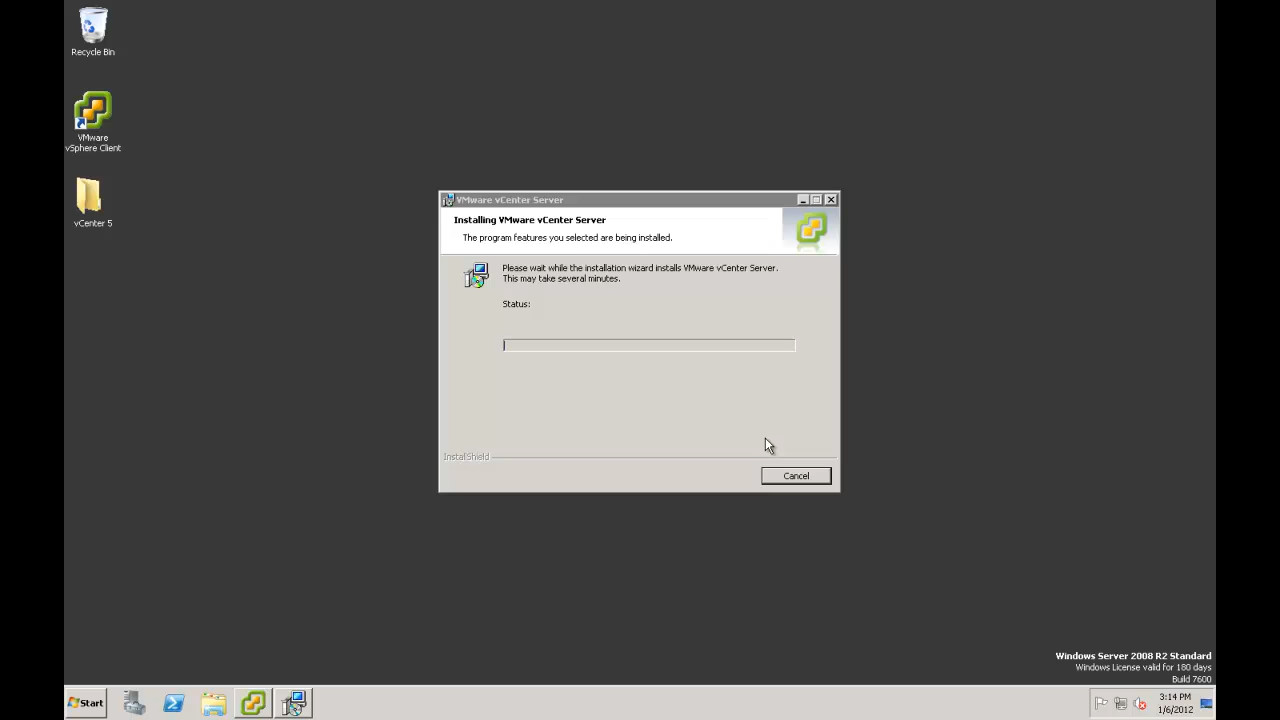 Recycle Bin
VMware
vSphere Client
vCenter 5
VMware vCenter Server
Installing VMware vCenter Server
The program features you selected are being installed.
Please wait while the installation wizard installs VMware vCenter Server.
This may take several minutes.
Status:
InstallShield
Cancel
Windows Server 2008 R2 Standard
Windows License valid for 180 days
Build 7600
Start
3:14 PM
1/6/2012